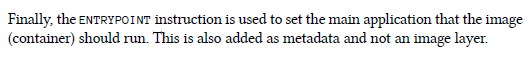 Finally, the ENTRYPOINT instruction is used to set the main application that the image
(container) should run. This is also added as metadata and not an image layer.